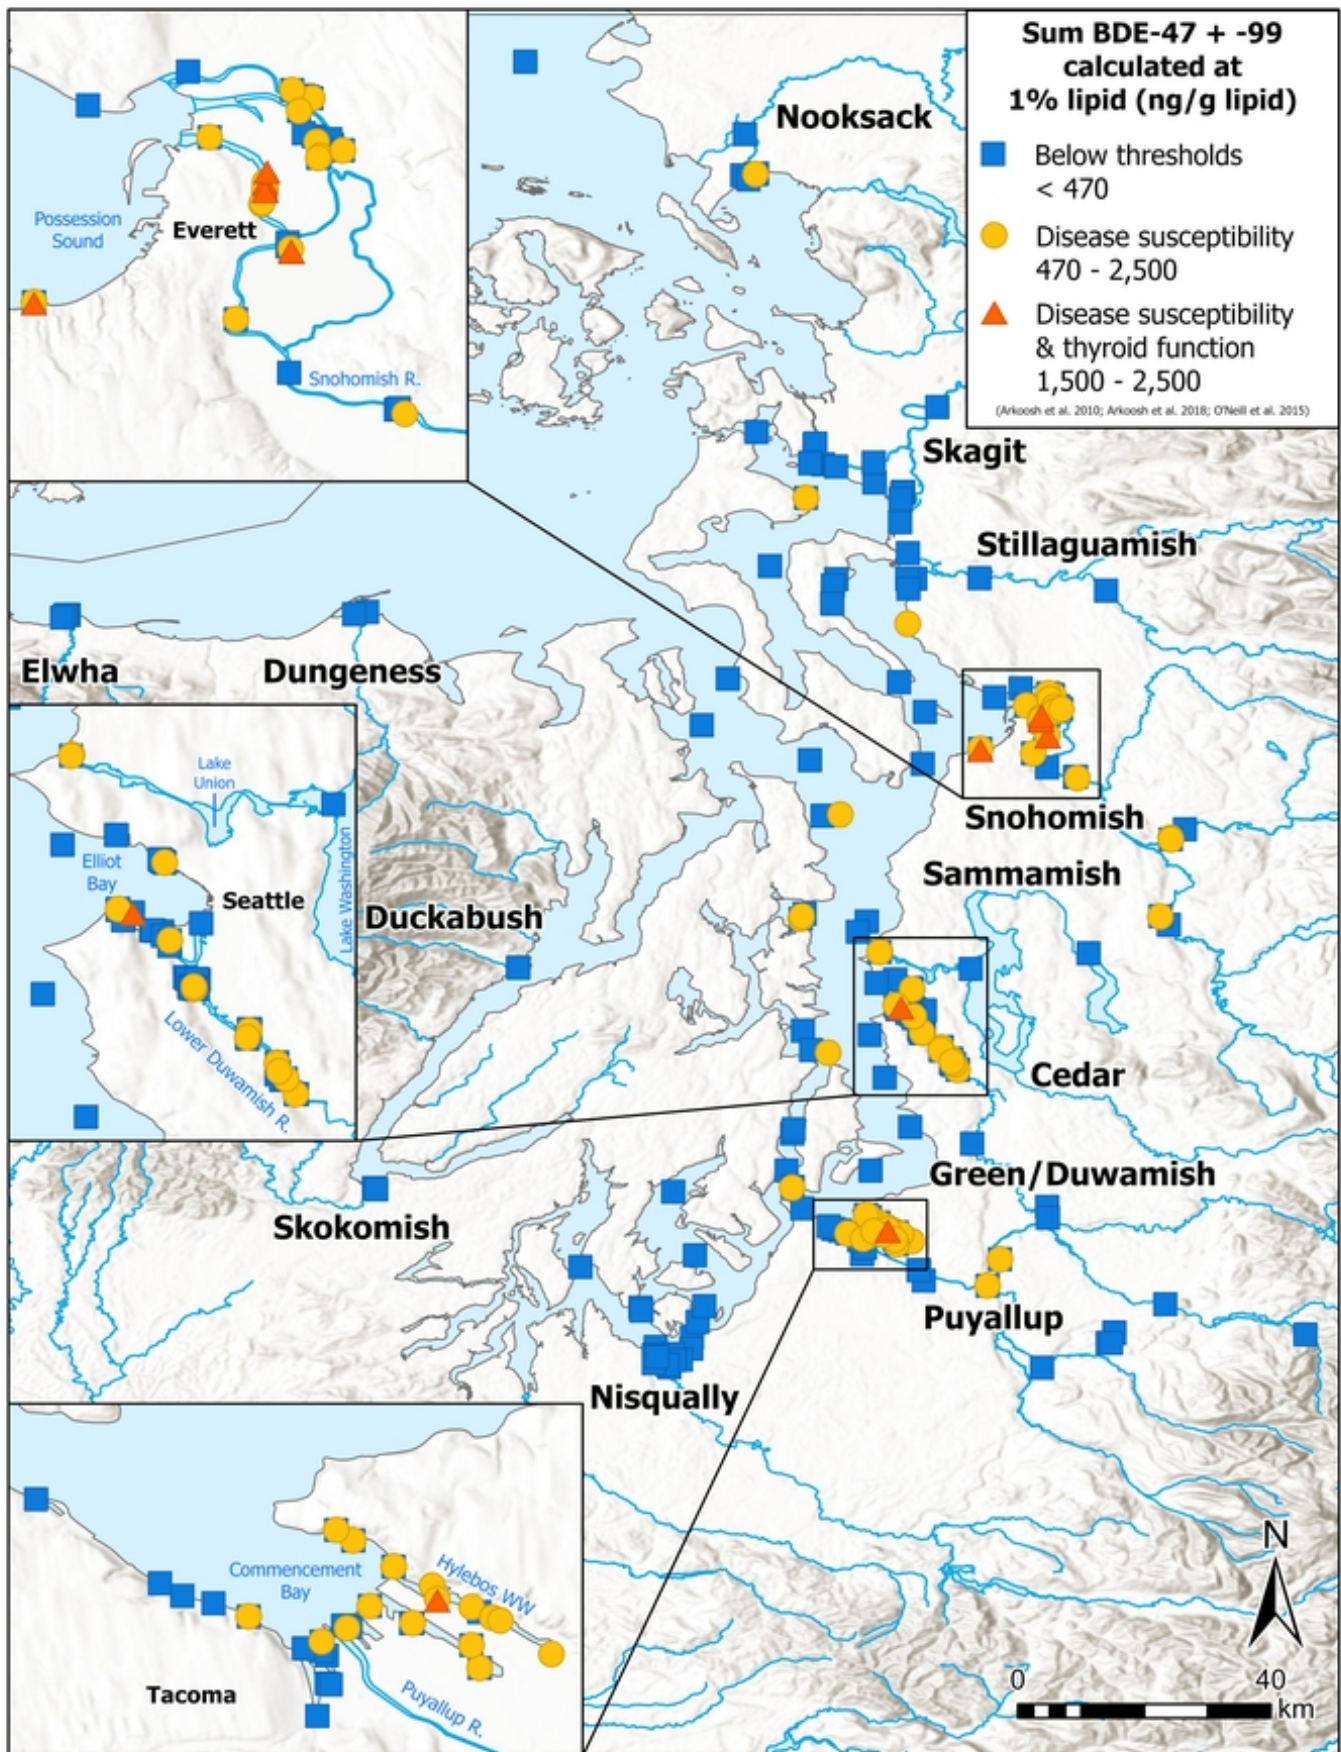 Sum BDE-47 + -99
calculated at
1% lipid (ng/g lipid)
Below thresholds
< 470
Disease susceptibility
470 - 2,500
Disease susceptibility
& thyroid function
1,500 - 2,500
(Arkoosh et al. 2010; Arkoosh et al. 2018; O'Neill et al. 2015)
Nooksack
Possession
Sound
Everett
Snohomish R.
Skagit
Stillaguamish
Elwha
Dungeness
Snohomish
Sammamish
Lake
Union
Lake Washington
Elliot
Bay
Seattle
Lower Duwamish R.
Duckabush
Cedar
Green/Duwamish
Skokomish
Puyallup
Nisqually
Commencement
Bay
Hylebos WW
Tacoma
Puyallup R.
N
0 40
km